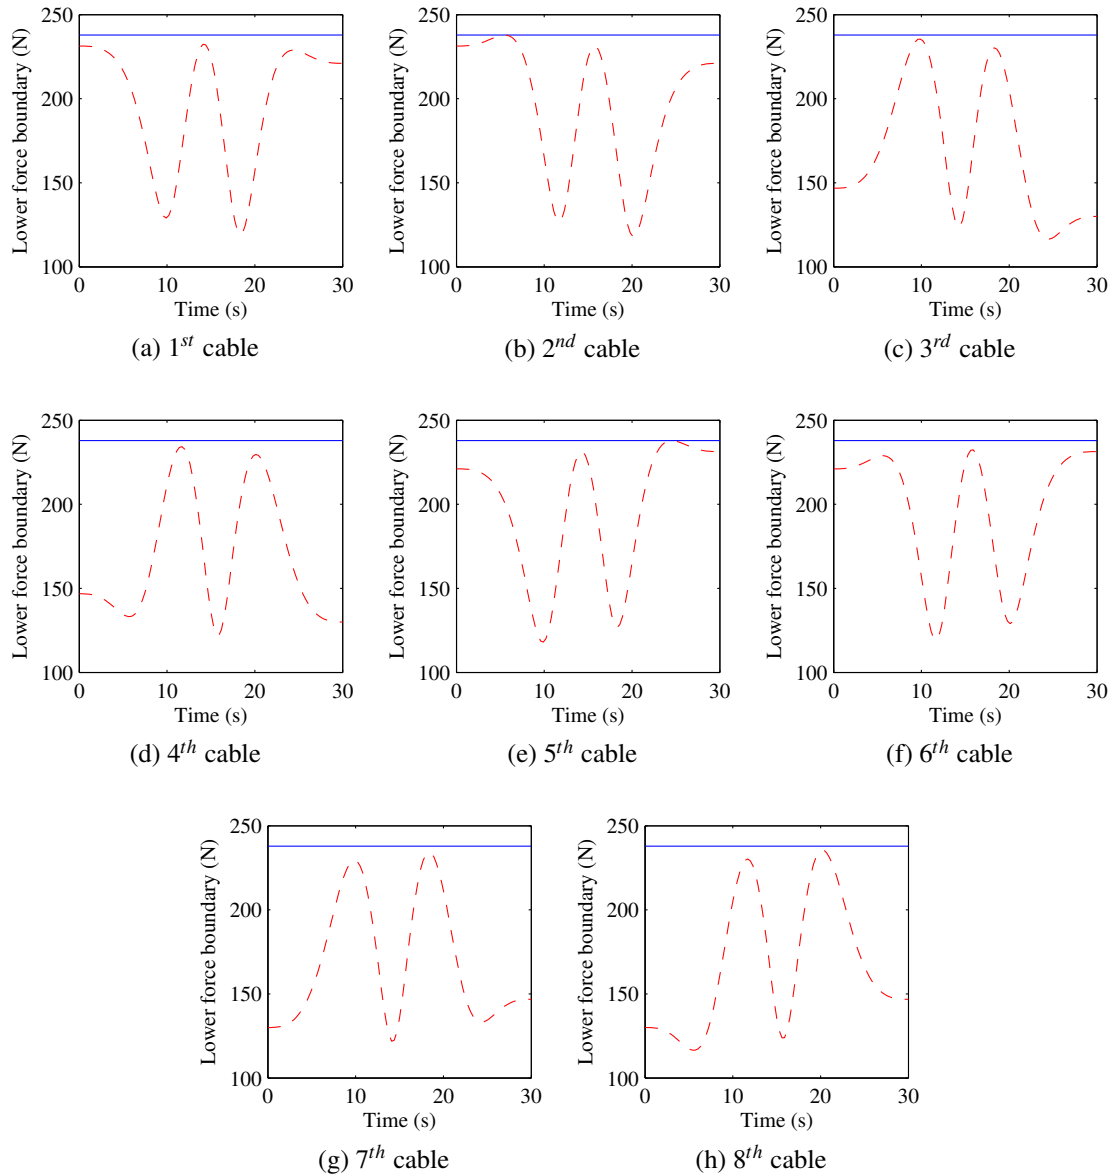 Lower force boundary (N)
250
200
150
100
0 10 20 30
Time (s)
(a) 1st cable
Lower force boundary (N)
250
200
150
100
0 10 20 30
Time (s)
(b) 2nd cable
Lower force boundary (N)
250
200
150
100
0 10 20 30
Time (s)
(c) 3rd cable
Lower force boundary (N)
250
200
150
100
0 10 20 30
Time (s)
(d) 4th cable
Lower force boundary (N)
250
200
150
100
0 10 20 30
Time (s)
(e) 5th cable
Lower force boundary (N)
250
200
150
100
0 10 20 30
Time (s)
(f) 6th cable
Lower force boundary (N)
250
200
150
100
0 10 20 30
Time (s)
(g) 7th cable
Lower force boundary (N)
250
200
150
100
0 10 20 30
Time (s)
(h) 8th cable